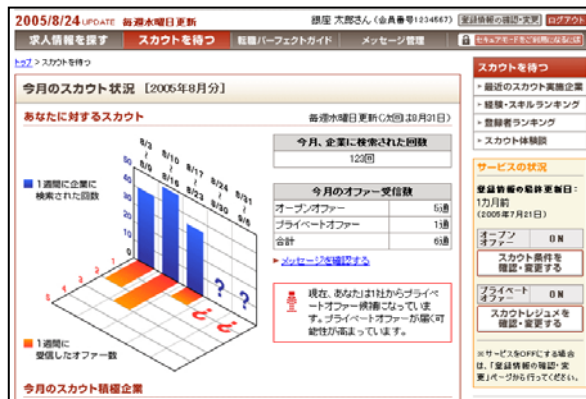 2005/8/24 UPDATE 毎週水曜日更新
銀座 太郎さん (会員番号1234567) 登録情報の確認・変更 ログアウト
求人情報を探す スカウトを待つ 転職パーフェクトガイド メッセージ管理 セキュアモードをご利用になるには
トップ > スカウトを待つ
今月のスカウト状況 [2005年8月分]
あなたに対するスカウト 毎週水曜日更新(次回は8月31日)
8/3 8/10 8/17 8/24 8/31
~ ~ ~ ~ ~
8/9 8/16 8/23 8/30 9/6
50
40
30
20
10
0
1 2 3 4 5
? ?
? ?
1週間に企業に
検索された回数
1週間に
受信したオファー数
今月、企業に検索された回数
123回
今月のオファー受信数
オープンオファー 5通
プライベートオファー 1通
合計 6通
メッセージを確認する
現在、あなたは1社からプライベ
ートオファー候補になっていま
す。プライベートオファーが届く可
能性が高まっています。
今月のスカウト積極企業
スカウトを待つ
最近のスカウト実施企業
経験・スキルランキング
登録者ランキング
スカウト体験談
サービスの状況
登録情報の最終更新日:
1カ月前
(2005年7月21日)
オープン
オファー ON
スカウト条件を
確認・変更する
プライベート
オファー ON
スカウトレジュメを
確認・変更する
※サービスをOFFにする場合
は、「登録情報の確認・変
更」ページから行ってください。